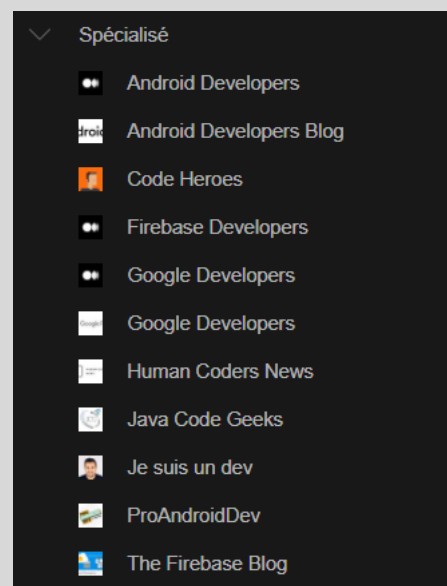 Spécialisé
Android Developers
Android Developers Blog
Code Heroes
Firebase Developers
Google Developers
Google Developers
Human Coders News
Java Code Geeks
Je suis un dev
ProAndroidDev
The Firebase Blog